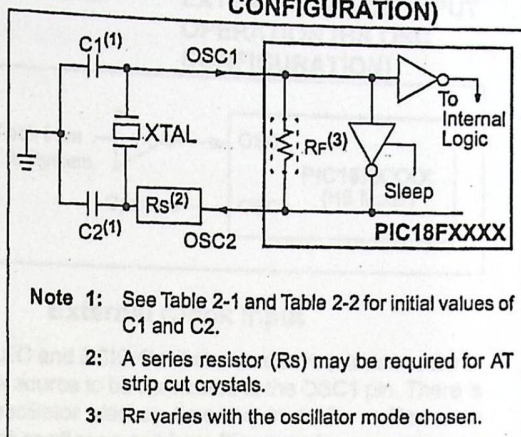 CONFIGURATION)
C1(1)
OSC1
To
Internal
Logic
XTAL
RF(3)
Sleep
Rs(2)
C2(1)
OSC2
PIC18FXXXX
Note 1: See Table 2-1 and Table 2-2 for initial values of
C1 and C2.
2: A series resistor (Rs) may be required for AT
strip cut crystals.
3: RF varies with the oscillator mode chosen.